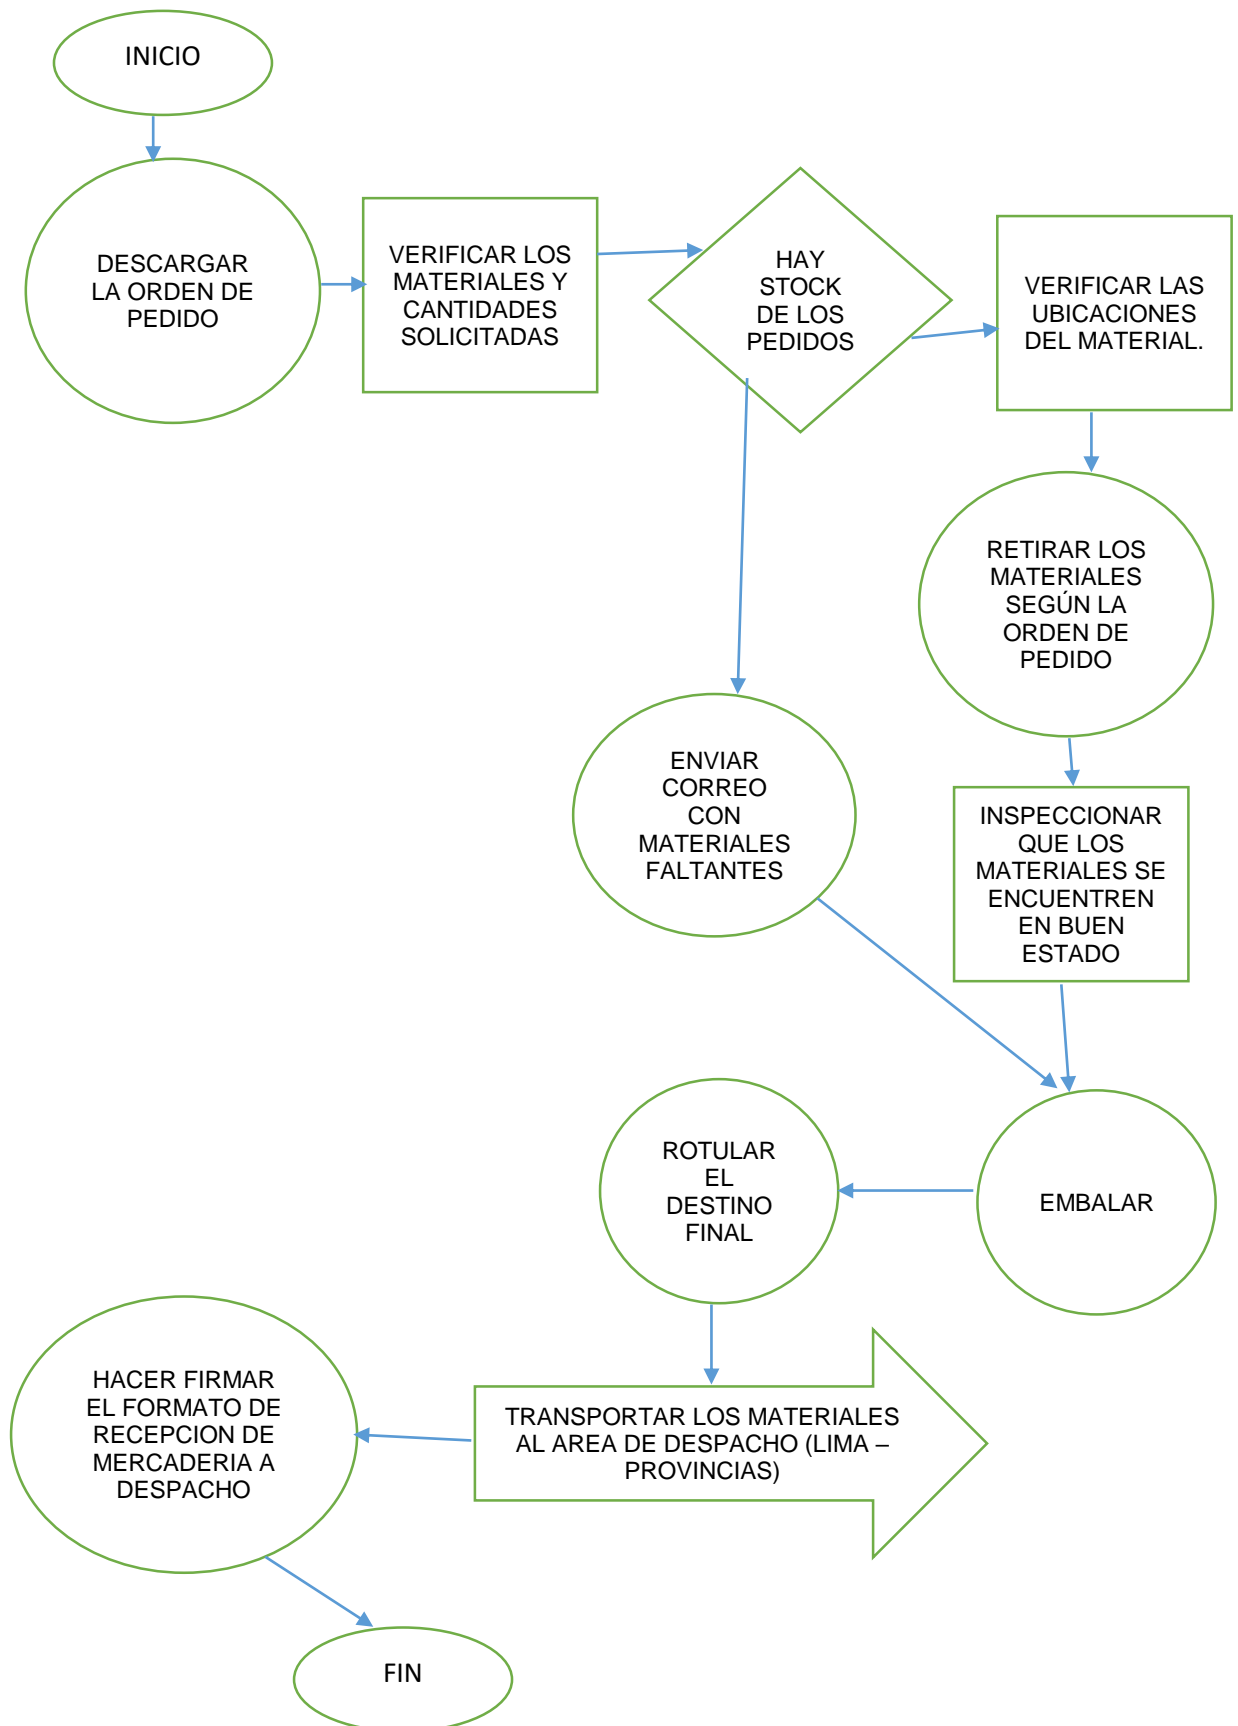 INICIO
DESCARGAR
LA ORDEN DE
PEDIDO
VERIFICAR LOS
MATERIALES Y
CANTIDADES
SOLICITADAS
HAY
STOCK
DE LOS
PEDIDOS
VERIFICAR LAS
UBICACIONES
DEL MATERIAL.
RETIRAR LOS
MATERIALES
SEGÚN LA
ORDEN DE
PEDIDO
ENVIAR
CORREO
CON
MATERIALES
FALTANTES
INSPECCIONAR
QUE LOS
MATERIALES SE
ENCUENTREN
EN BUEN
ESTADO
EMBALAR
ROTULAR
EL
DESTINO
FINAL
TRANSPORTAR LOS MATERIALES
AL AREA DE DESPACHO (LIMA –
PROVINCIAS)
HACER FIRMAR
EL FORMATO DE
RECEPCION DE
MERCADERIA A
DESPACHO
FIN